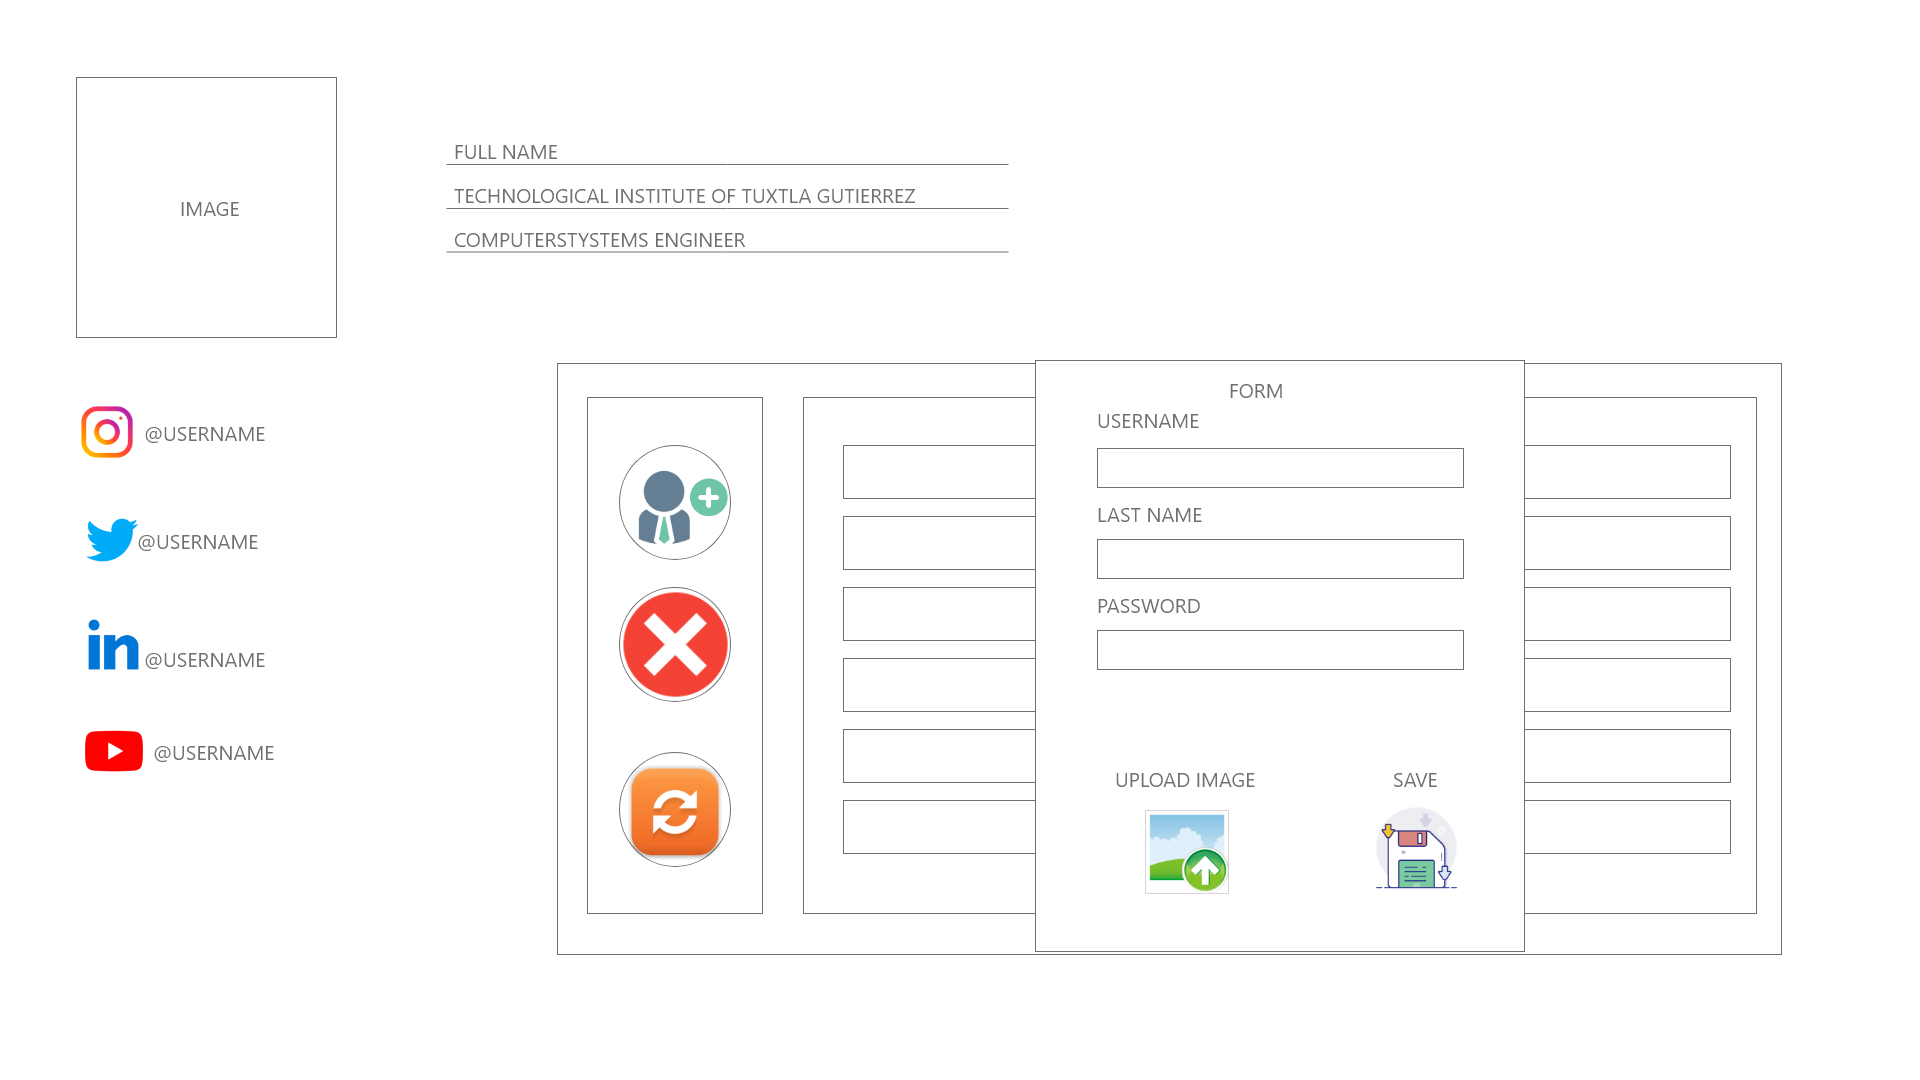 IMAGE
FULL NAME
TECHNOLOGICAL INSTITUTE OF TUXTLA GUTIERREZ
COMPUTERSTYSTEMS ENGINEER
@USERNAME
@USERNAME
in
@USERNAME
@USERNAME
FORM
USERNAME
LAST NAME
PASSWORD
UPLOAD IMAGE
SAVE